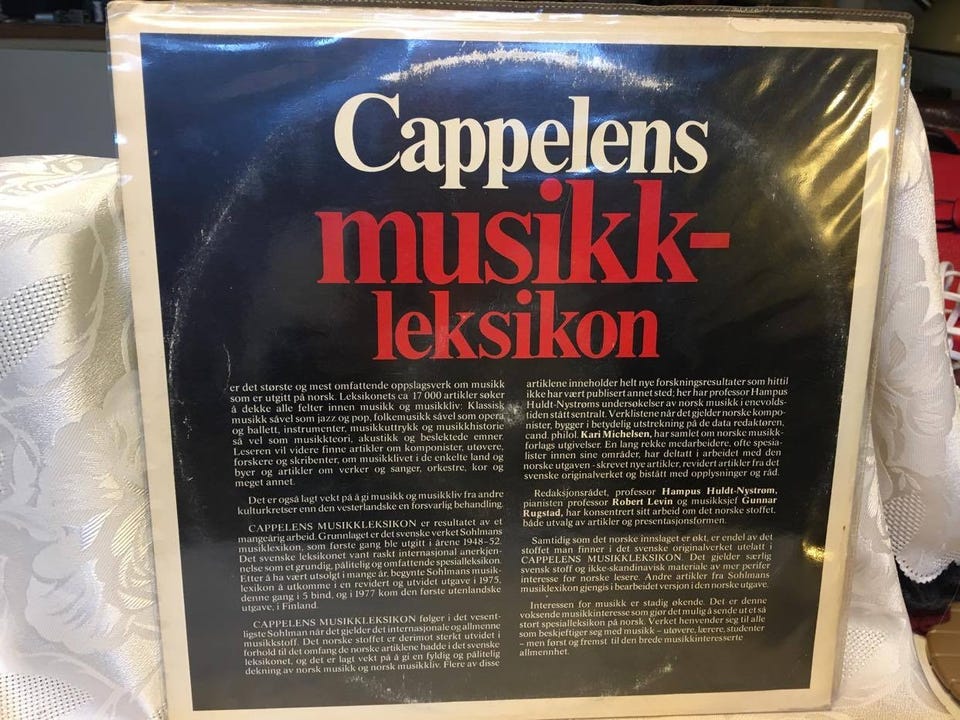 Cappelens
musikk-
leksikon
er det største og mest omfattende oppslagsverk om musikk
som er utgitt på norsk. Leksikonets ca 17 000 artikler søker
å dekke alle felter innen musikk og musikkliv: Klassisk
musikk såvel som jazz og pop, folkemusikk såvel som opera
og ballett, instrumenter, musikkuttrykk og musikkhistorie
så vel som musikkteori, akustikk og beslektede emner.
Leseren vil videre finne artikler om komponister, utøvere,
forskere og skribenter, om musikklivet i de enkelte land og
byer og artikler om verker og sanger, orkestre, kor og
meget annet.
Det er også lagt vekt på å gi musikk og musikkliv fra andre
kulturkretser enn den vesterlandske en forsvarlig behandling.
CAPPELENS MUSIKKLEKSIKON er resultatet av et
mangeårig arbeid. Grunnlaget er det svenske verket Sohlmans
musiklexikon, som første gang ble utgitt i årene 1948-52.
Det svenske leksikonet vant raskt internasjonal anerkjen-
nelse som et grundig, pålitelig og omfattende spesialleksikon.
Etter å ha vært utsolgt i mange år, begynte Sohlmans musik-
lexikon å utkomme i en revidert og utvidet utgave i 1975,
denne gang i 5 bind, og i 1977 kom den første utenlandske
utgave, i Finland.
CAPPELENS MUSIKKLEKSIKON følger i det vesent-
ligste Sohlman når det gjelder det internasjonale og allmenne
musikkstoff. Det norske stoffet er derimot sterkt utvidet i
forhold til det omfang de norske artiklene hadde i det svenske
leksikonet, og det er lagt vekt på å gi en fyldig og pålitelig
dekning av norsk musikk og norsk musikkliv. Flere av disse
artiklene inneholder helt nye forskningsresultater som hittil
ikke har vært publisert annet sted; her har professor Hampus
Huldt-Nystrøms undersøkelser av norsk musikk i enevolds-
tiden stått sentralt. Verklistene når det gjelder norske kompo-
nister, bygger i betydelig utstrekning på de data redaktøren,
cand. philol. Kari Michelsen, har samlet om norske musikk-
forlags utgivelser. En lang rekke medarbeidere, ofte spesia-
lister innen sine områder, har deltatt i arbeidet med den
norske utgaven - skrevet nye artikler, revidert artikler fra det
svenske originalverket og bistått med opplysninger og råd.
Redaksjonsrådet, professor Hampus Huldt-Nystrøm,
pianisten professor Robert Levin og musikksjef Gunnar
Rugstad, har konsentrert sitt arbeid om det norske stoffet,
både utvalg av artikler og presentasjonsformen.
Samtidig som det norske innslaget er økt, er endel av det
stoffet man finner i det svenske originalverket utelatt i
CAPPELENS MUSIKKLEKSIKON. Det gjelder særlig
svensk stoff og ikke-skandinavisk materiale av mer perifer
interesse for norske lesere. Andre artikler fra Sohlmans
musiklexikon gjengis i bearbeidet versjon i den norske utgave.
Interessen for musikk er stadig økende. Det er denne
voksende musikkinteresse som gjør det mulig å sende ut et så
stort spesialleksikon på norsk. Verket henvender seg til alle
som beskjeftiger seg med musikk - utøvere, lærere, studenter
- men først og fremst til den brede musikkinteresserte
allmennhet.